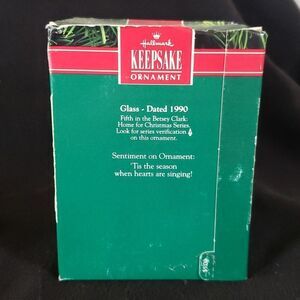 Hallmark
KEEPSAKE
ORNAMENT
Glass - Dated 1990
Fifth in the Betsey Clark:
Home for Christmas Series.
Look for series verification
on this ornament.
Sentiment on Ornament:
'Tis the season
when hearts are singing!